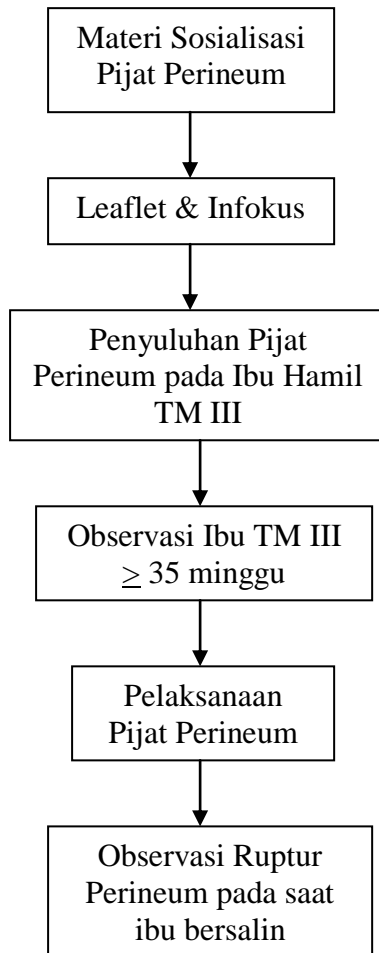 Materi Sosialisasi
Pijat Perineum
Leaflet & Infokus
Penyuluhan Pijat
Perineum pada Ibu Hamil
TM III
Observasi Ibu TM III
≥ 35 minggu
Pelaksanaan
Pijat Perineum
Observasi Ruptur
Perineum pada saat
ibu bersalin